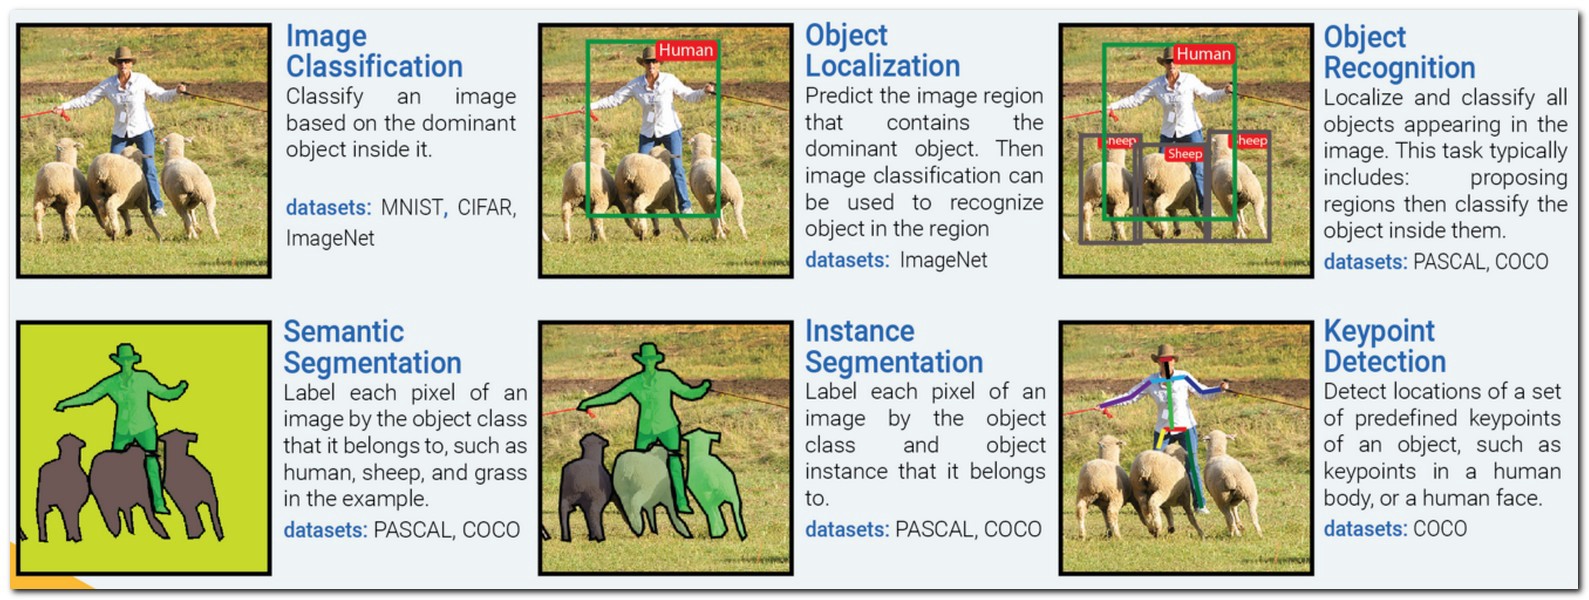 Image
Classification
Classify an image
based on the dominant
object inside it.
datasets: MNIST, CIFAR,
ImageNet
Human
Object
Localization
Predict the image region
that contains the
dominant object. Then
image classification can
be used to recognize
object in the region
datasets: ImageNet
Human
Sheep
Sheep
Sheep
Object
Recognition
Localize and classify all
objects appearing in the
image. This task typically
includes: proposing
regions then classify the
object inside them.
datasets: PASCAL, COCO
Semantic
Segmentation
Label each pixel of an
image by the object class
that it belongs to, such as
human, sheep, and grass
in the example.
datasets: PASCAL, COCO
Instance
Segmentation
Label each pixel of an
image by the object
class and object
instance that it belongs
to.
datasets: PASCAL, COCO
Keypoint
Detection
Detect locations of a set
of predefined keypoints
of an object, such as
keypoints in a human
body, or a human face.
datasets: COCO